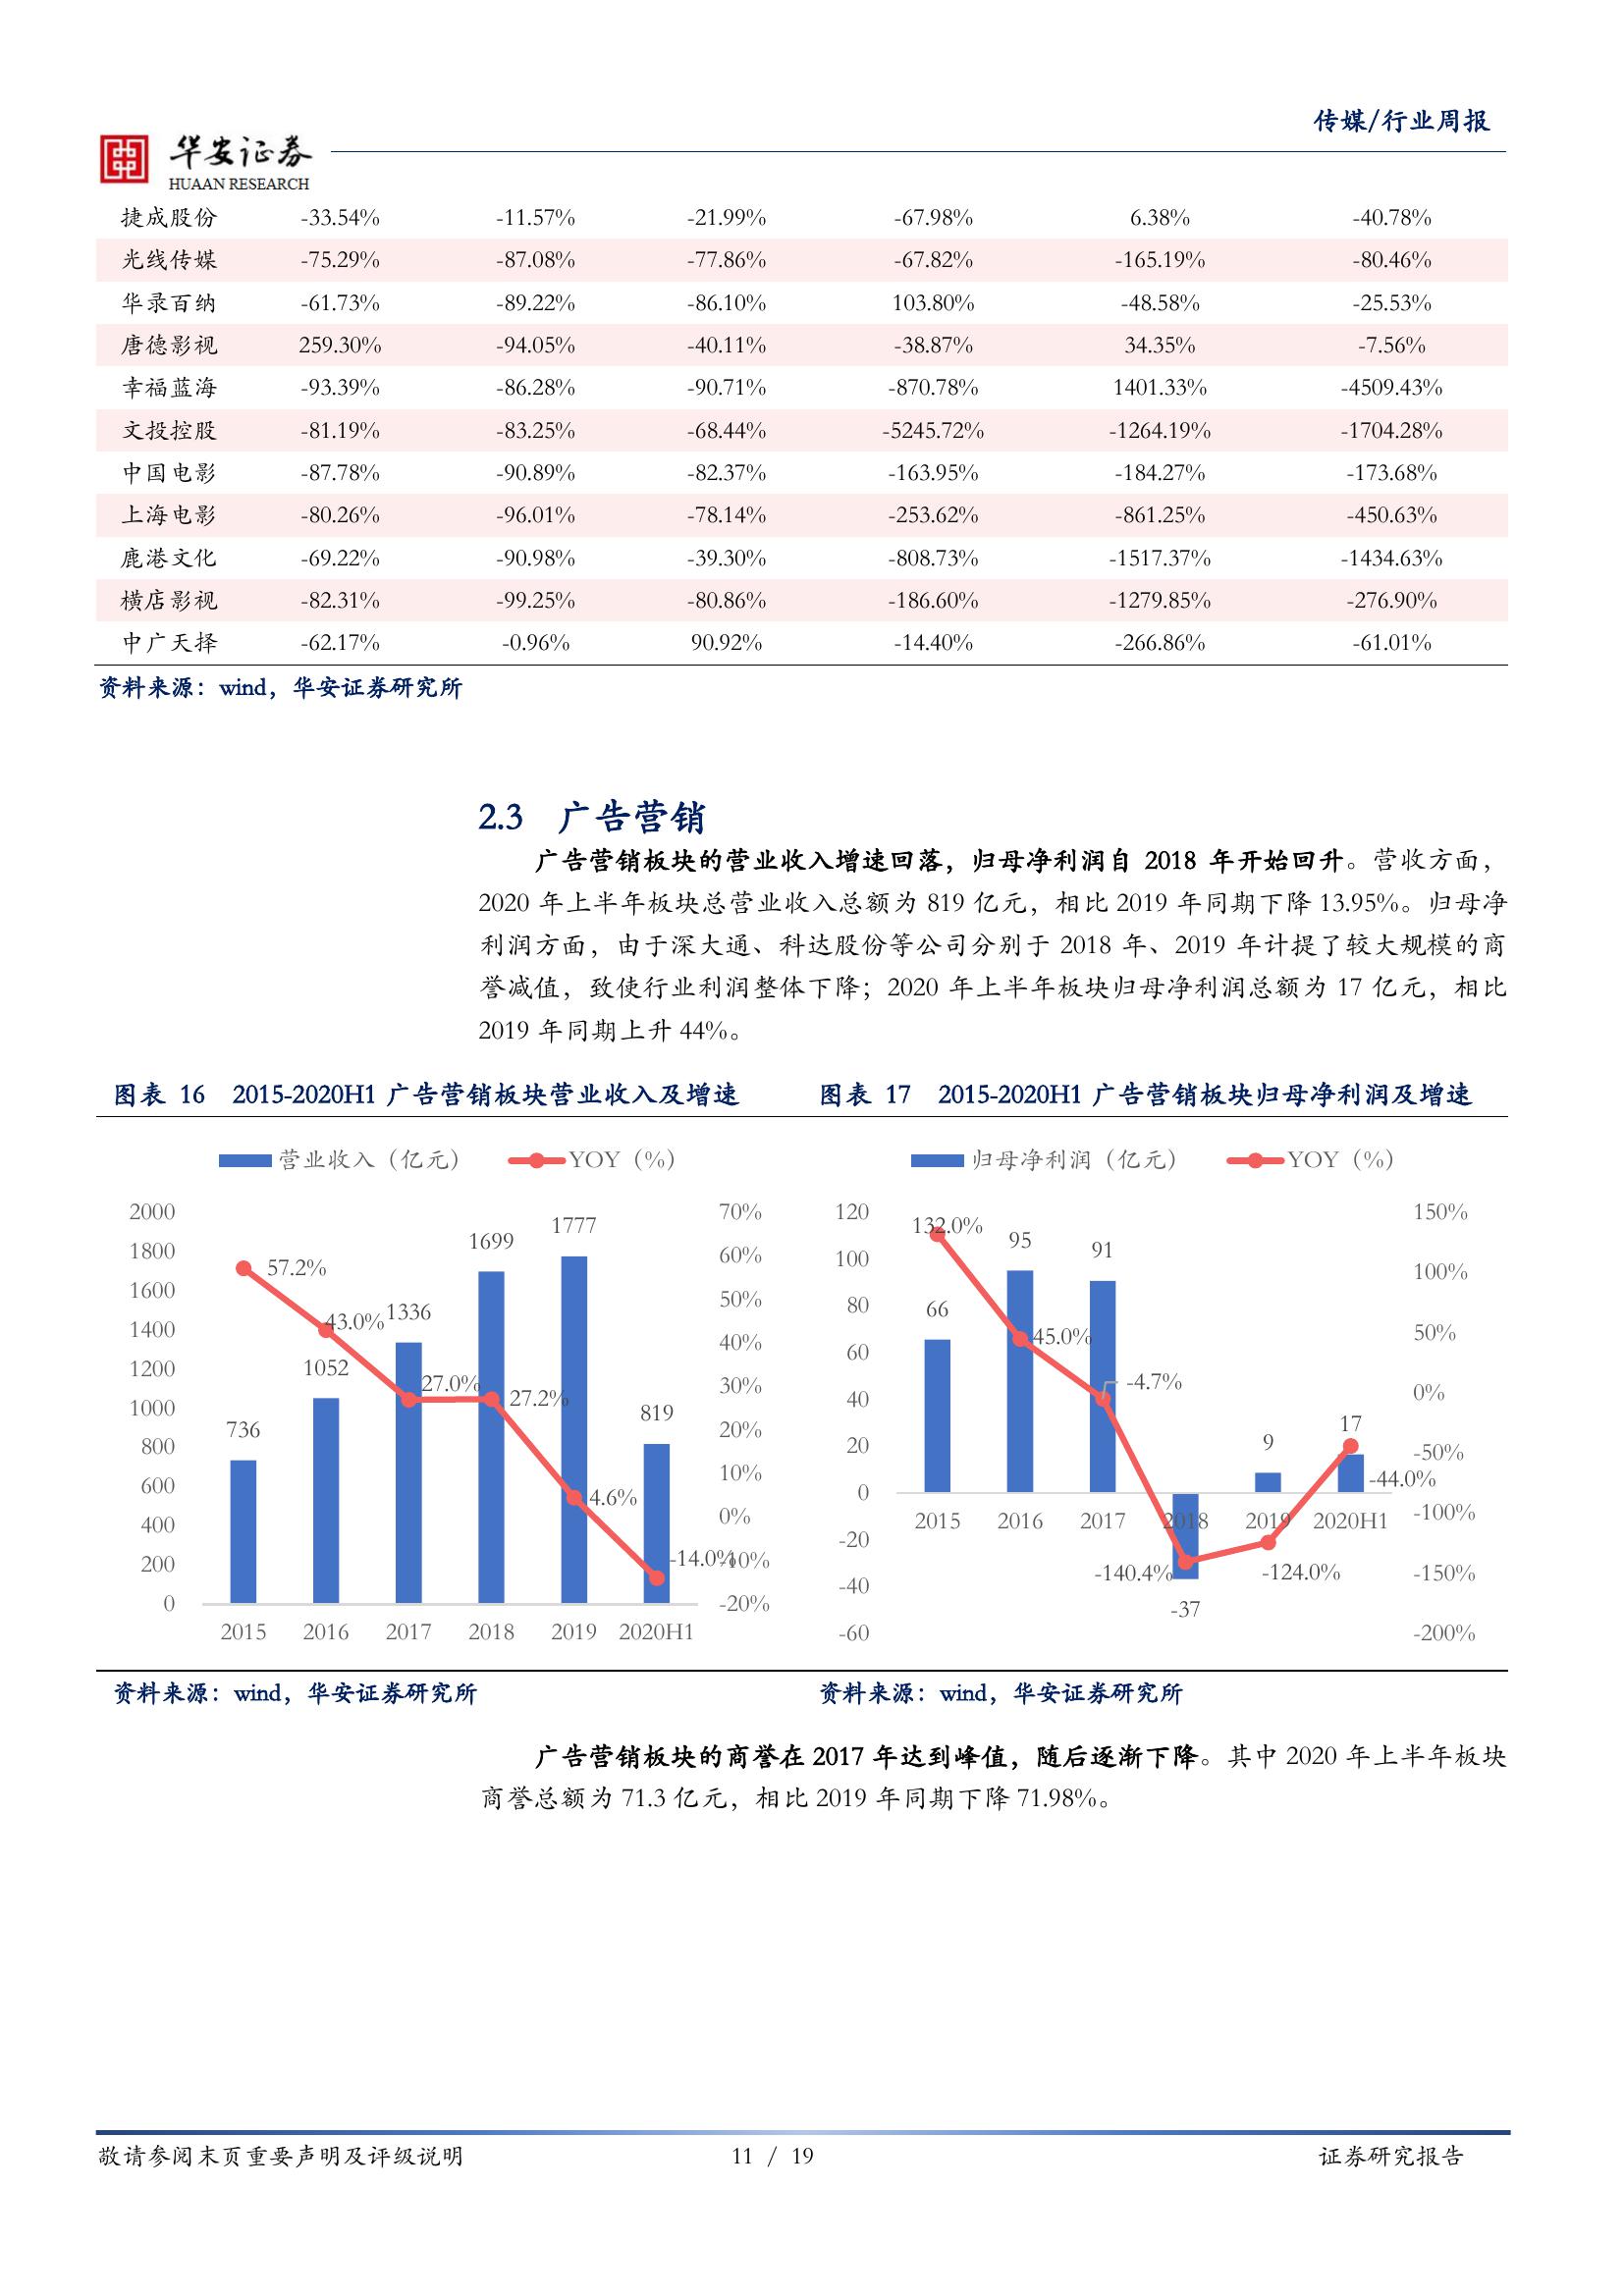 传媒/行业周报
华安证券
HUAAN RESEARCH
捷成股份 -33.54% -11.57% -21.99% -67.98% 6.38% -40.78%
光线传媒 -75.29% -87.08% -77.86% -67.82% -165.19% -80.46%
华录百纳 -61.73% -89.22% -86.10% 103.80% -48.58% -25.53%
唐德影视 259.30% -94.05% -40.11% -38.87% 34.35% -7.56%
幸福蓝海 -93.39% -86.28% -90.71% -870.78% 1401.33% -4509.43%
文投控股 -81.19% -83.25% -68.44% -5245.72% -1264.19% -1704.28%
中国电影 -87.78% -90.89% -82.37% -163.95% -184.27% -173.68%
上海电影 -80.26% -96.01% -78.14% -253.62% -861.25% -450.63%
鹿港文化 -69.22% -90.98% -39.30% -808.73% -1517.37% -1434.63%
横店影视 -82.31% -99.25% -80.86% -186.60% -1279.85% -276.90%
中广天择 -62.17% -0.96% 90.92% -14.40% -266.86% -61.01%
资料来源：wind，华安证券研究所
2.3 广告营销
广告营销板块的营业收入增速回落，归母净利润自 2018 年开始回升。营收方面，
2020 年上半年板块总营业收入总额为 819 亿元，相比 2019 年同期下降 13.95%。归母净
利润方面，由于深大通、科达股份等公司分别于 2018 年、2019 年计提了较大规模的商
誉减值，致使行业利润整体下降；2020 年上半年板块归母净利润总额为 17 亿元，相比
2019 年同期上升 44%。
图表 16 2015-2020H1 广告营销板块营业收入及增速
营业收入（亿元） YOY（%）
2000
1800
1600
1400
1200
1000
800
600
400
200
0
70%
60%
50%
40%
30%
20%
10%
0%
-10%
-20%
736
1052
1336
1699
1777
819
57.2%
43.0%
27.0%
27.2%
4.6%
-14.0%
2015 2016 2017 2018 2019 2020H1
资料来源：wind，华安证券研究所
图表 17 2015-2020H1 广告营销板块归母净利润及增速
归母净利润（亿元） YOY（%）
120
100
80
60
40
20
0
-20
-40
-60
150%
100%
50%
0%
-50%
-100%
-150%
-200%
66
95
91
-37
9
17
132.0%
45.0%
-4.7%
-140.4%
-124.0%
-44.0%
2015 2016 2017 2018 2019 2020H1
资料来源：wind，华安证券研究所
广告营销板块的商誉在 2017 年达到峰值，随后逐渐下降。其中 2020 年上半年板块
商誉总额为 71.3 亿元，相比 2019 年同期下降 71.98%。
敬请参阅末页重要声明及评级说明 11 / 19 证券研究报告